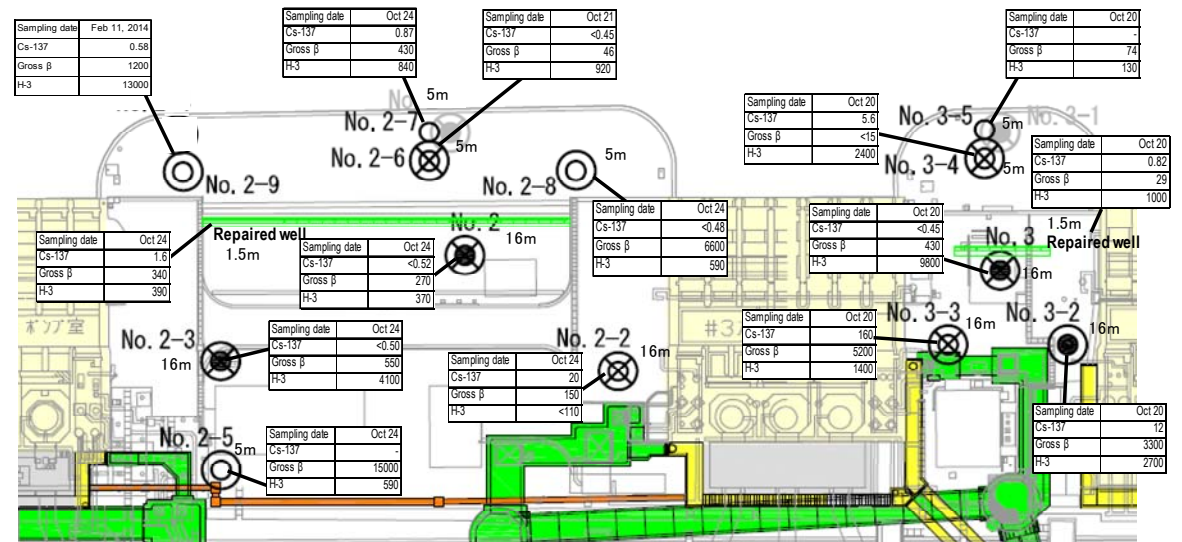 Sampling date Feb 11, 2014
Cs-137 0.58
Gross β 1200
H-3 13000
Sampling date Oct 24
Cs-137 0.87
Gross β 430
H-3 840
Sampling date Oct 21
Cs-137 <0.45
Gross β 46
H-3 920
Sampling date Oct 20
Cs-137 -
Gross β 74
H-3 130
Sampling date Oct 20
Cs-137 5.6
Gross β <15
H-3 2400
Sampling date Oct 20
Cs-137 0.82
Gross β 29
H-3 1000
No
5m
No. 2-7
5m
No. 2-6
No. 2-9
No. 2-8
5m
No. 3-5
5m
No. 3-1
No. 3-4
5m
Sampling date Oct 24
Cs-137 1.6
Gross β 340
H-3 390
Repaired well
1.5m
Sampling date Oct 24
Cs-137 <0.52
Gross β 270
H-3 370
No. 2
16m
Sampling date Oct 24
Cs-137 <0.48
Gross β 6600
H-3 590
Sampling date Oct 20
Cs-137 <0.45
Gross β 430
H-3 9800
No. 3
16m
1.5m
Repaired well
ポンプ室
No. 2-3
16m
Sampling date Oct 24
Cs-137 <0.50
Gross β 550
H-3 4100
Sampling date Oct 24
Cs-137 20
Gross β 150
H-3 <110
No. 2-2
16m
#3
Sampling date Oct 20
Cs-137 160
Gross β 5200
H-3 1400
No. 3-3
16m
No. 3-2
16m
Sampling date Oct 20
Cs-137 12
Gross β 3300
H-3 2700
No. 2-5
5m
Sampling date Oct 24
Cs-137 -
Gross β 15000
H-3 590